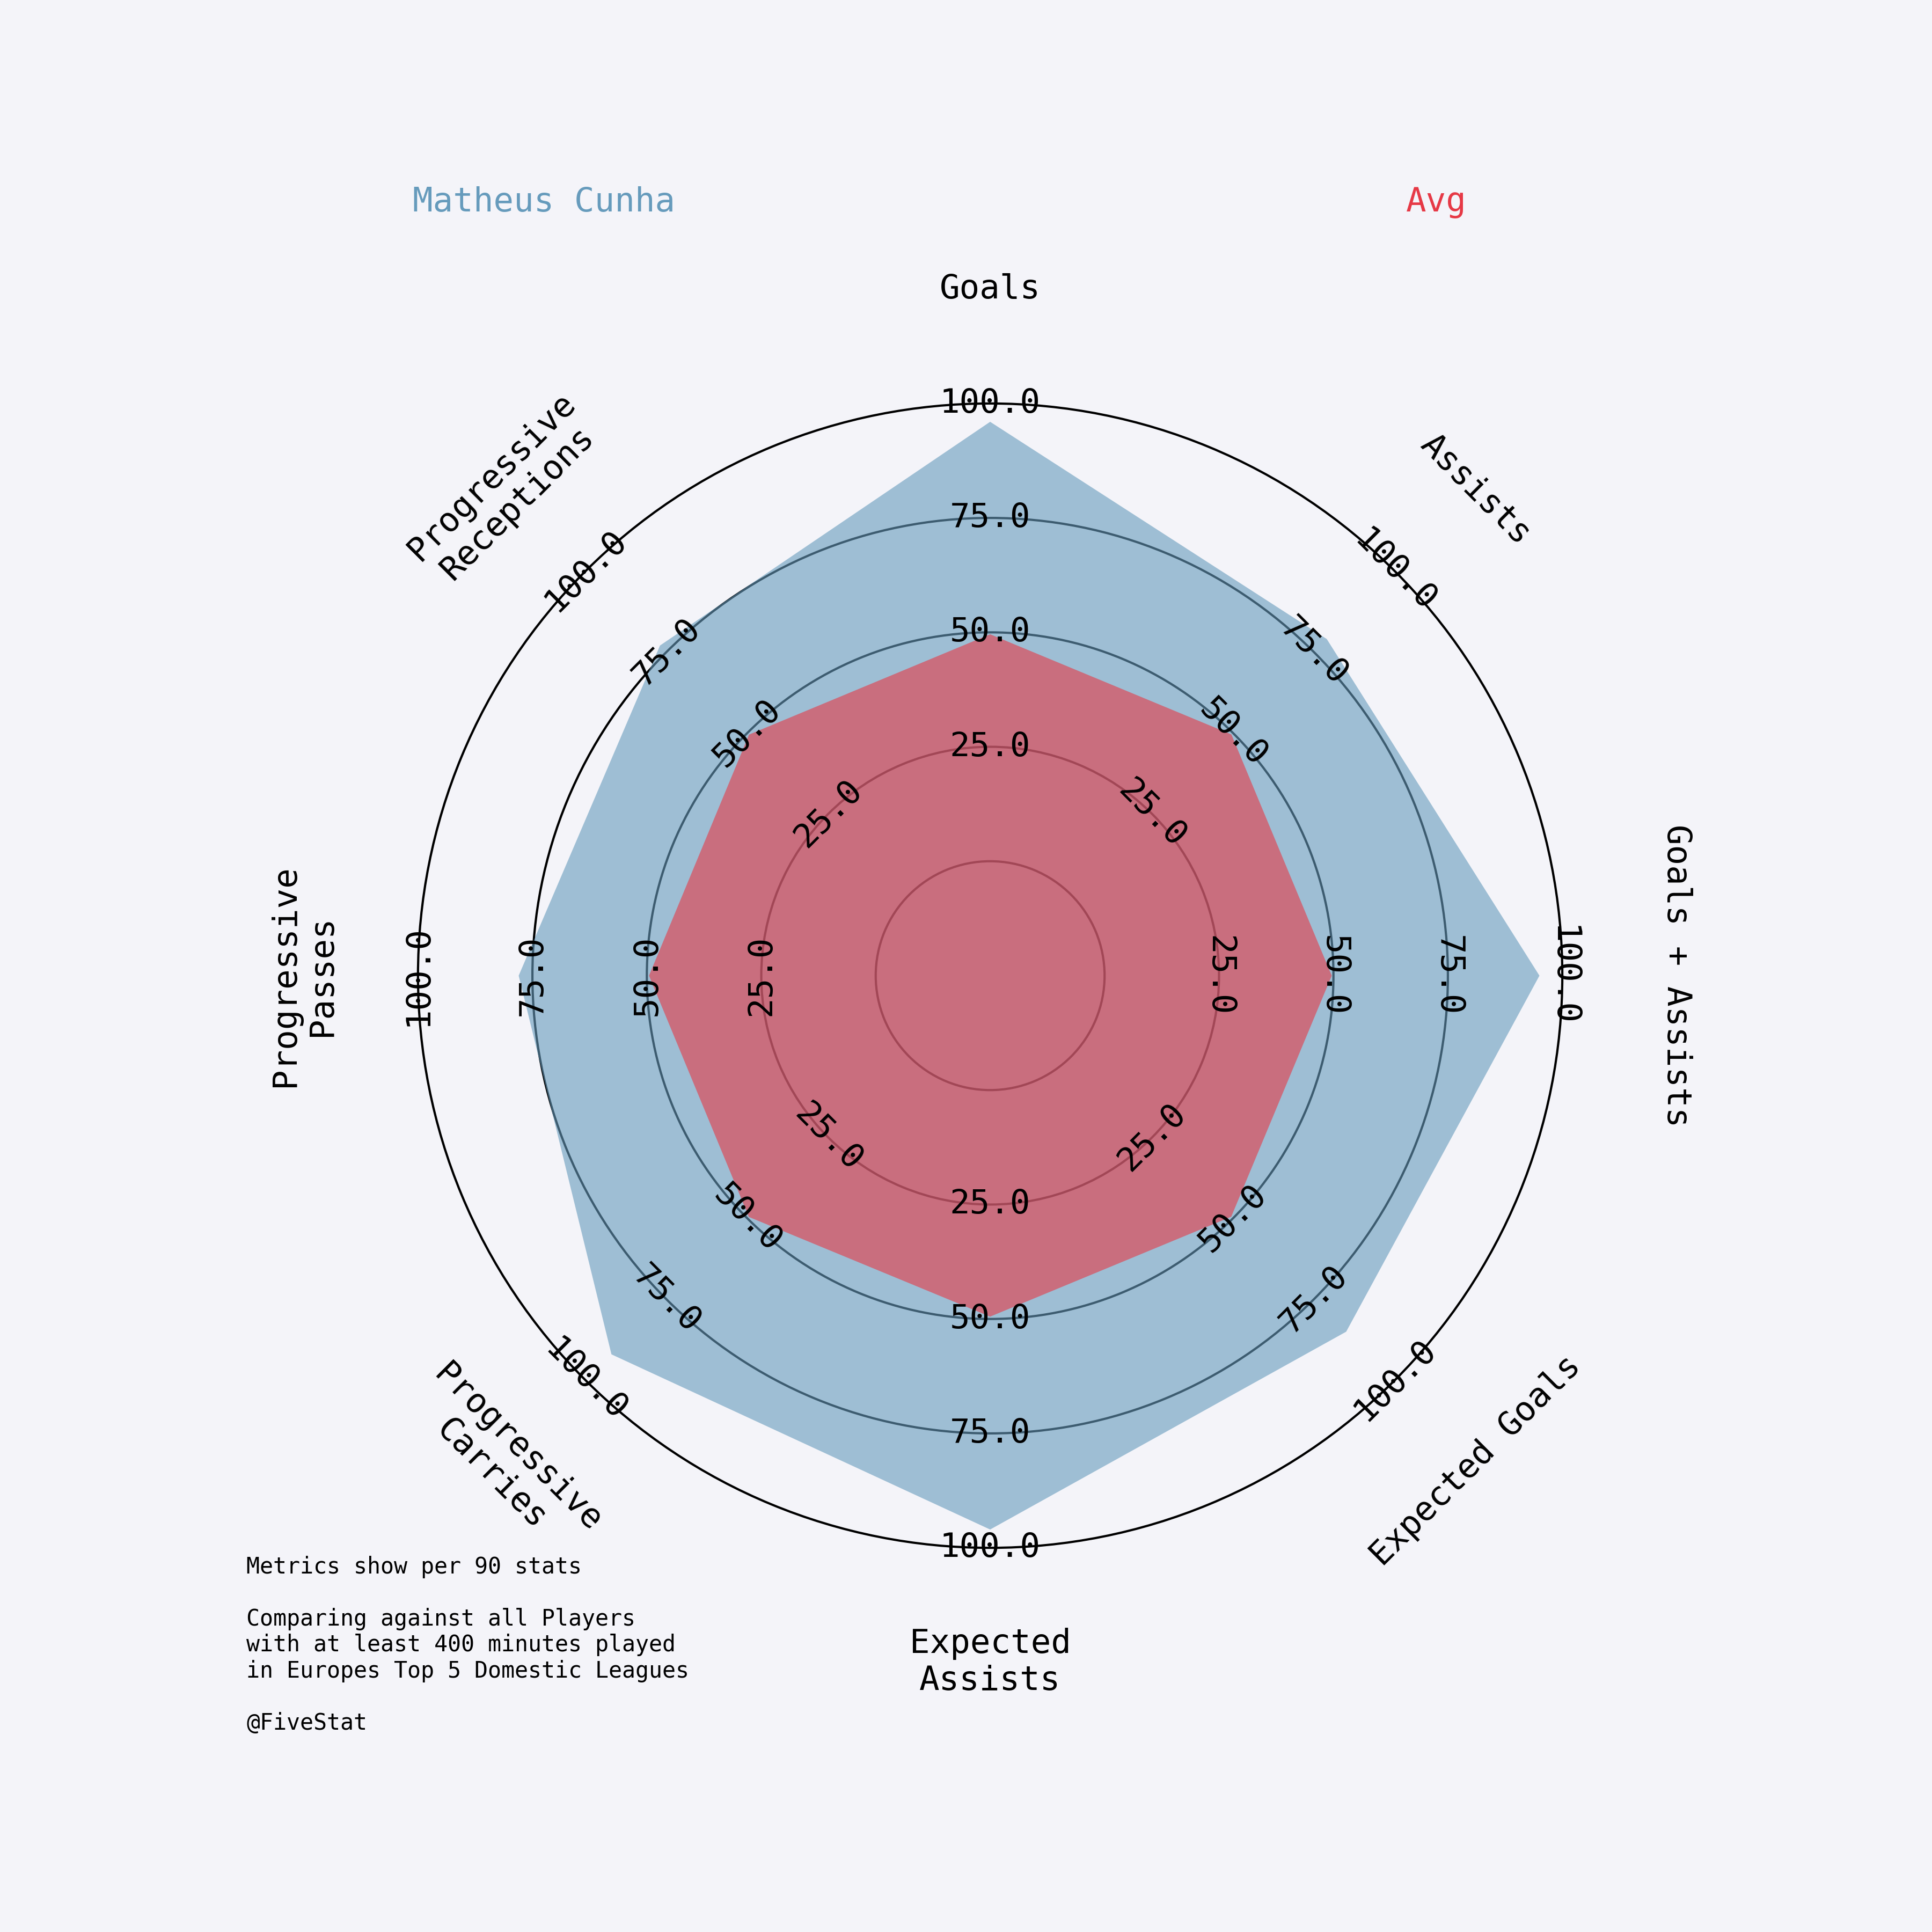 Matheus Cunha
Avg
Goals
Assists
Goals + Assists
Expected Goals
Expected
Assists
Progressive
Carries
Progressive
Passes
Progressive
Receptions
25.0
50.0
75.0
100.0
25.0
50.0
75.0
100.0
25.0
50.0
75.0
100.0
25.0
50.0
75.0
100.0
25.0
50.0
75.0
100.0
25.0
50.0
75.0
100.0
25.0
50.0
75.0
100.0
25.0
50.0
75.0
100.0
Metrics show per 90 stats
Comparing against all Players
with at least 400 minutes played
in Europes Top 5 Domestic Leagues
@FiveStat